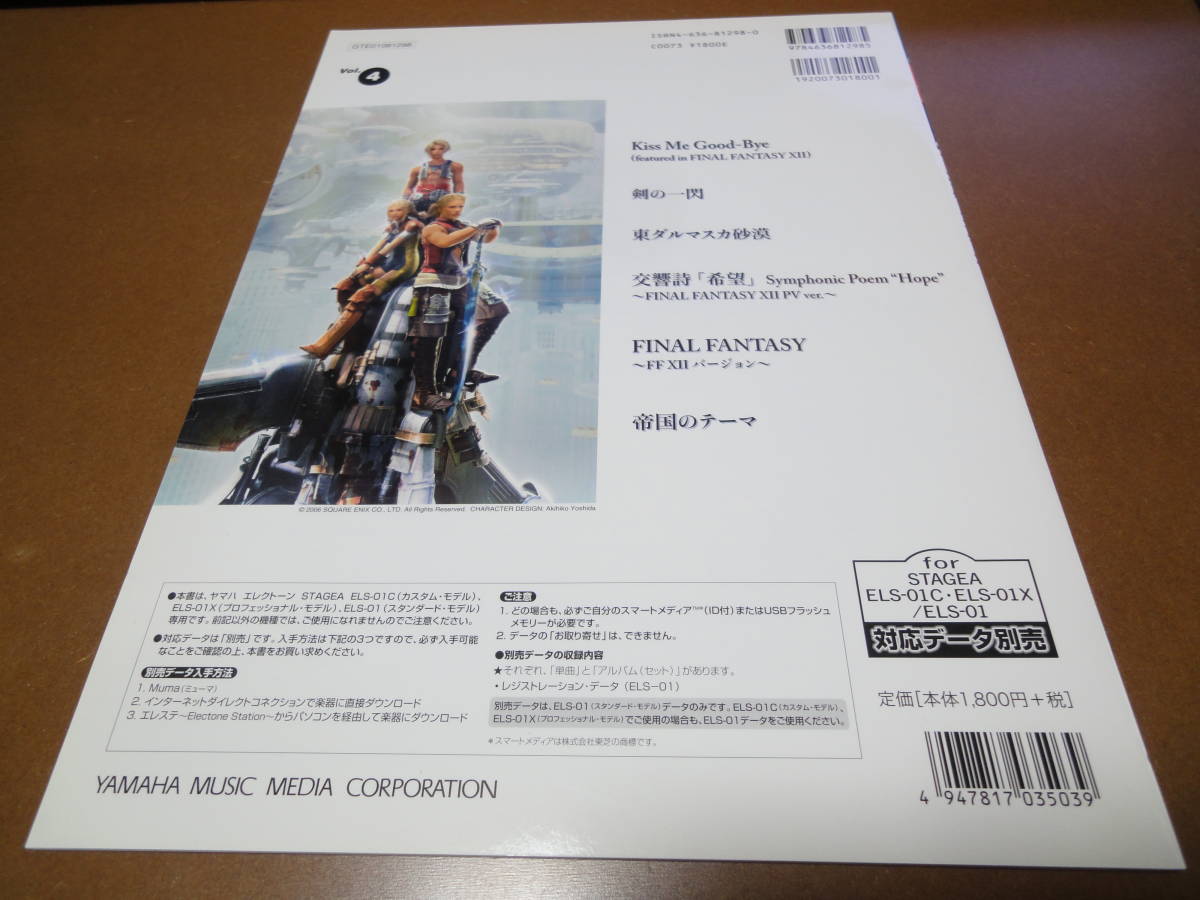 GTE01081298
Vol.4
ISBN4-636-81298-0
C0073 ¥1800E
9784636812985
1920073018001
Kiss Me Good-Bye
(featured in FINAL FANTASY XII)
剣の一閃
東ダルマスカ砂漠
交響詩「希望」 Symphonic Poem “Hope”
～FINAL FANTASY XII PV ver.～
FINAL FANTASY
～FF XII バージョン～
帝国のテーマ
© 2006 SQUARE ENIX CO., LTD. All Rights Reserved. CHARACTER DESIGN: Akihiko Yoshida
●本書は、ヤマハ エレクトーン STAGEA ELS-01C（カスタム・モデル）、
ELS-01X（プロフェッショナル・モデル）、ELS-01（スタンダード・モデル）
専用です。前記以外の機種では、ご使用になれませんのでご注意ください。
●対応データは「別売」です。入手方法は下記の3つですので、必ず入手可能
なことをご確認の上、本書をお買い求めください。
別売データ入手方法
1. Muma（ミューマ）
2. インターネットダイレクトコネクションで楽器に直接ダウンロード
3. エレステ～Electone Station～からパソコンを経由して楽器にダウンロード
ご注意
1. どの場合も、必ずご自分のスマートメディア™（ID付）またはUSBフラッシュ
メモリーが必要です。
2. データの「お取り寄せ」は、できません。
●別売データの収録内容
★それぞれ、「単曲」と「アルバム（セット）」があります。
・レジストレーション・データ（ELS-01）
別売データは、ELS-01（スタンダード・モデル）データのみです。ELS-01C（カスタム・モデル）、
ELS-01X（プロフェッショナル・モデル）でご使用の場合も、ELS-01データをご使用ください。
＊スマートメディアは株式会社東芝の商標です。
for
STAGEA
ELS-01C・ELS-01X
/ELS-01
対応データ別売
定価[本体1,800円＋税]
4 947817 035039
YAMAHA MUSIC MEDIA CORPORATION